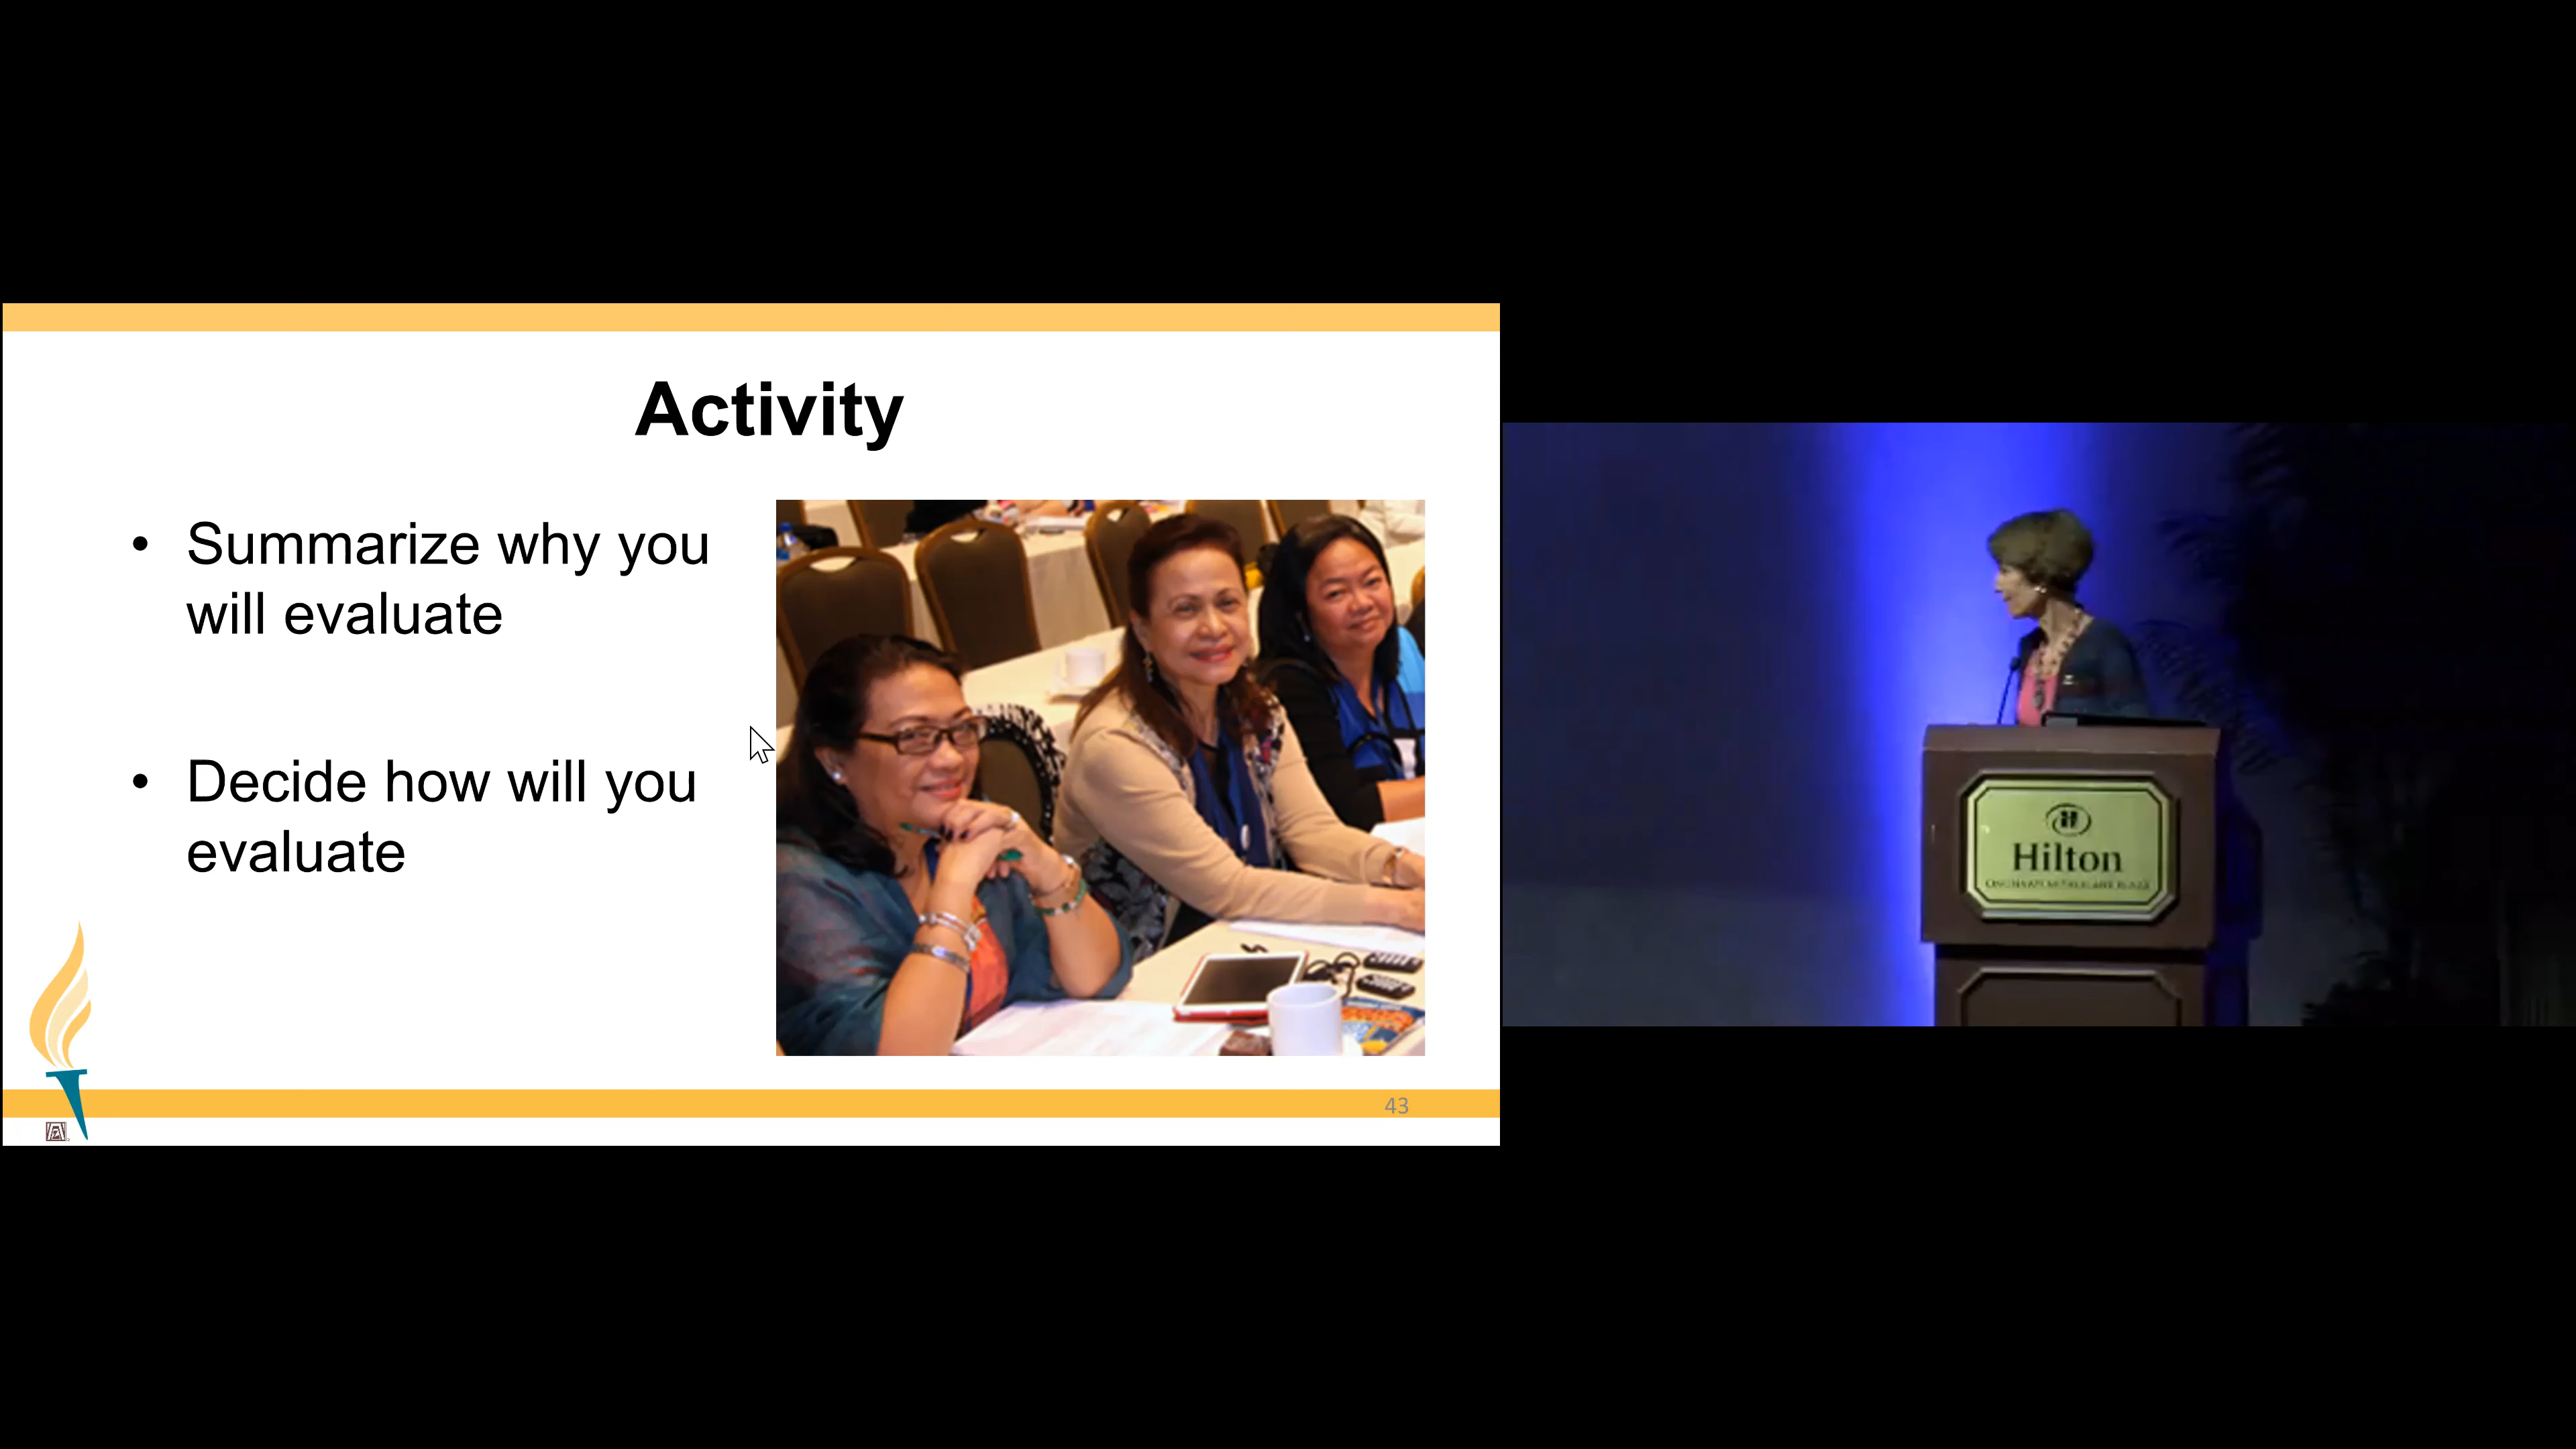 Activity
• Summarize why you
will evaluate
• Decide how will you
evaluate
43
Hilton